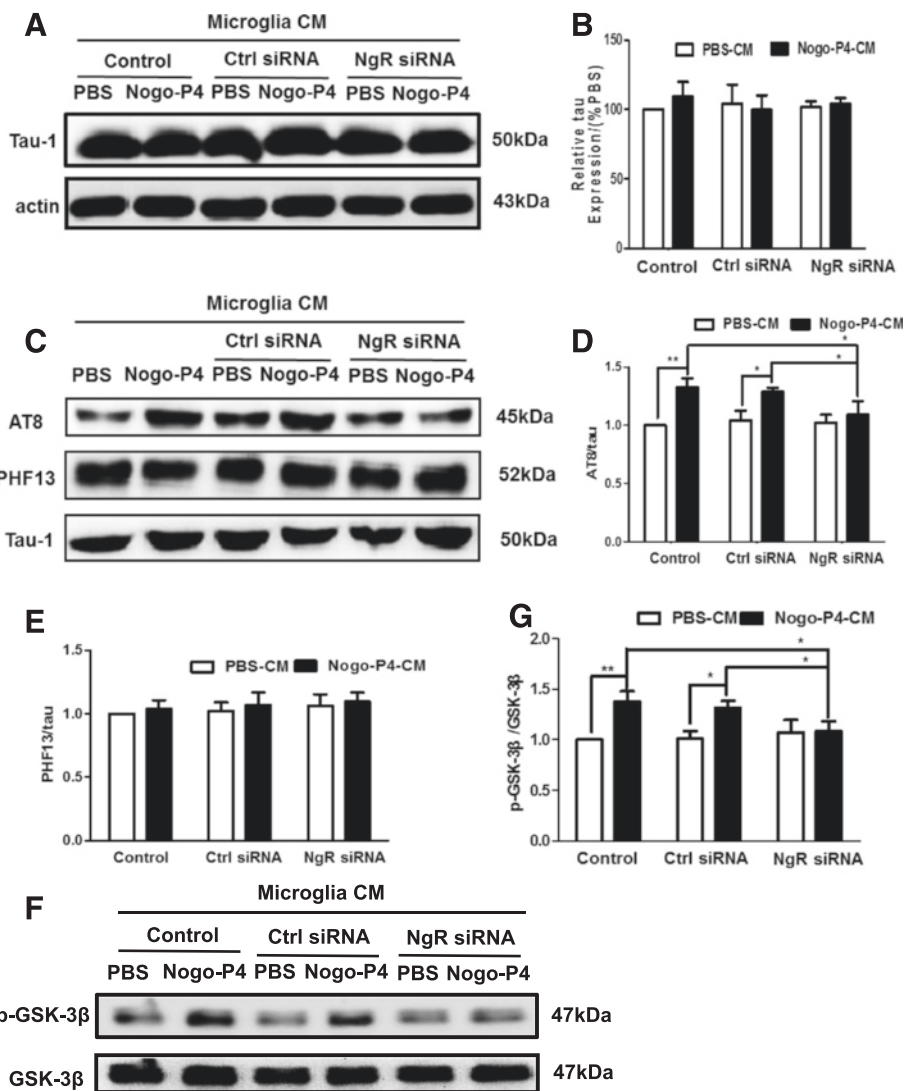 A
Microglia CM
Control Ctrl siRNA NgR siRNA
PBS Nogo-P4 PBS Nogo-P4 PBS Nogo-P4
Tau-1 50kDa
actin 43kDa
B
PBS-CM Nogo-P4-CM
Relative tau
Expression/(%PBS)
150
100
50
0
Control Ctrl siRNA NgR siRNA
C
Microglia CM
Ctrl siRNA NgR siRNA
PBS Nogo-P4 PBS Nogo-P4 PBS Nogo-P4
AT8 45kDa
PHF13 52kDa
Tau-1 50kDa
D
PBS-CM Nogo-P4-CM
AT8/tau
1.5
1.0
0.5
0.0
** * * *
Control Ctrl siRNA NgR siRNA
E
PBS-CM Nogo-P4-CM
PHF13/tau
1.5
1.0
0.5
0.0
Control Ctrl siRNA NgR siRNA
G
PBS-CM Nogo-P4-CM
p-GSK-3β /GSK-3β
2.0
1.5
1.0
0.5
0.0
** * * *
Control Ctrl siRNA NgR siRNA
F
Microglia CM
Control Ctrl siRNA NgR siRNA
PBS Nogo-P4 PBS Nogo-P4 PBS Nogo-P4
p-GSK-3β 47kDa
GSK-3β 47kDa